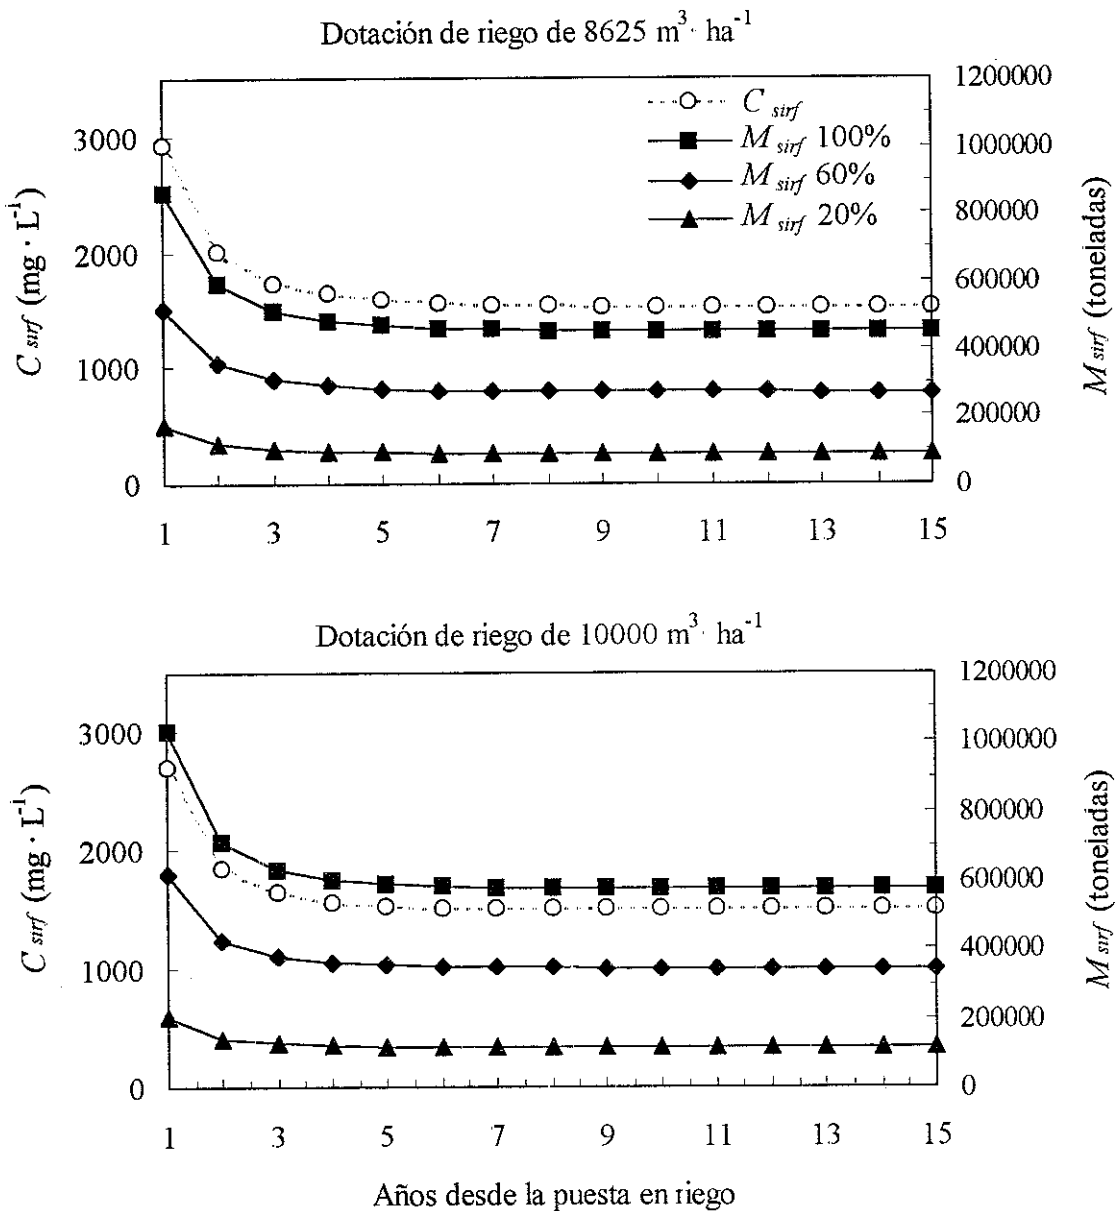 Dotación de riego de 8625 m³· ha⁻¹
C sirf (mg · L⁻¹)
3000
2000
1000
0
C sirf
M sirf 100%
M sirf 60%
M sirf 20%
1200000
1000000
800000
600000
400000
200000
0
M sirf (toneladas)
1 3 5 7 9 11 13 15
Dotación de riego de 10000 m³· ha⁻¹
C sirf (mg · L⁻¹)
3000
2000
1000
0
1200000
1000000
800000
600000
400000
200000
0
M sirf (toneladas)
1 3 5 7 9 11 13 15
Años desde la puesta en riego